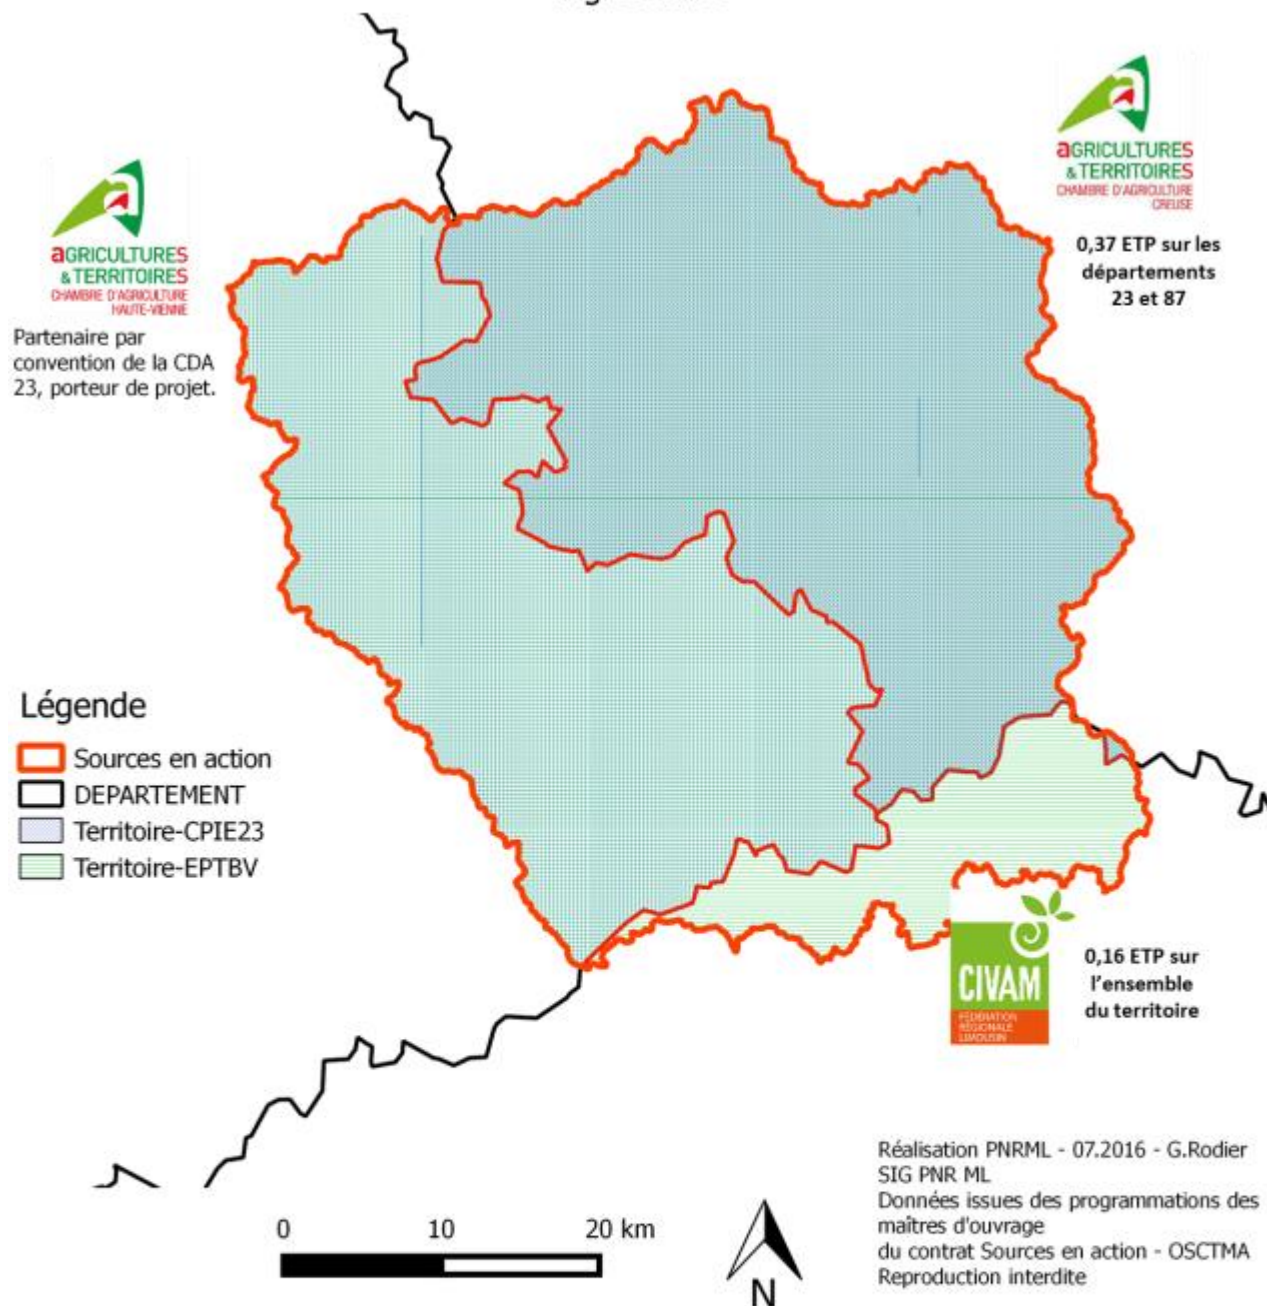 aGRICULTURES
& TERRITOIRES
CHAMBRE D'AGRICULTURE
CREUSE
0,37 ETP sur les
départements
23 et 87
aGRICULTURES
& TERRITOIRES
CHAMBRE D'AGRICULTURE
HAUTE-VIENNE
Partenaire par
convention de la CDA
23, porteur de projet.
Légende
Sources en action
DEPARTEMENT
Territoire-CPIE23
Territoire-EPTBV
CIVAM
FÉDÉRATION
RÉGIONALE
LIMOUSIN
0,16 ETP sur
l'ensemble
du territoire
0 10 20 km
N
Réalisation PNRML - 07.2016 - G.Rodier
SIG PNR ML
Données issues des programmations des
maîtres d'ouvrage
du contrat Sources en action - OSCTMA
Reproduction interdite